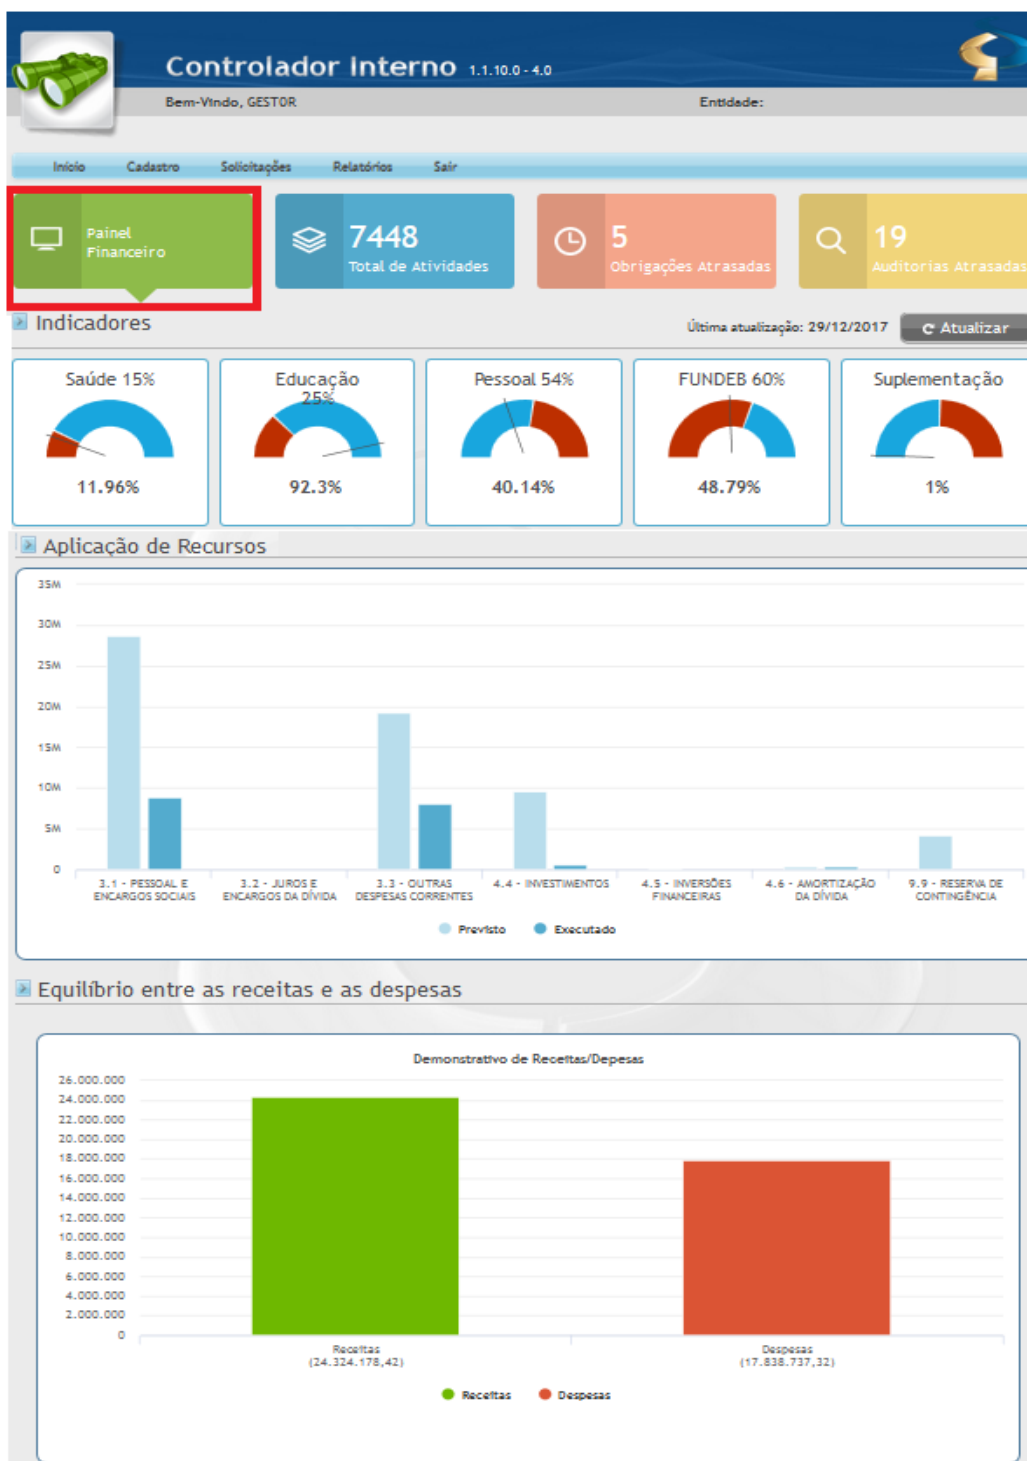 Controlador Interno 1.1.10.0 - 4.0
Bem-Vindo, GESTOR
Entidade:
Início Cadastro Solicitações Relatórios Sair
Painel
Financeiro
7448
Total de Atividades
5
Obrigações Atrasadas
19
Auditorias Atrasadas
Indicadores
Última atualização: 29/12/2017
Atualizar
Saúde 15%
11.96%
Educação
25%
92.3%
Pessoal 54%
40.14%
FUNDEB 60%
48.79%
Suplementação
1%
Aplicação de Recursos
35M
30M
25M
20M
15M
10M
5M
0
3.1 - PESSOAL E
ENCARGOS SOCIAIS
3.2 - JUROS E
ENCARGOS DA DÍVIDA
3.3 - OUTRAS
DESPESAS CORRENTES
4.4 - INVESTIMENTOS
4.5 - INVERSÕES
FINANCEIRAS
4.6 - AMORTIZAÇÃO
DA DÍVIDA
9.9 - RESERVA DE
CONTINGÊNCIA
Previsto Executado
Equilíbrio entre as receitas e as despesas
Demonstrativo de Receitas/Depesas
26.000.000
24.000.000
22.000.000
20.000.000
18.000.000
16.000.000
14.000.000
12.000.000
10.000.000
8.000.000
6.000.000
4.000.000
2.000.000
0
Receitas
(24.324.178,42)
Despesas
(17.838.737,32)
Receitas Despesas